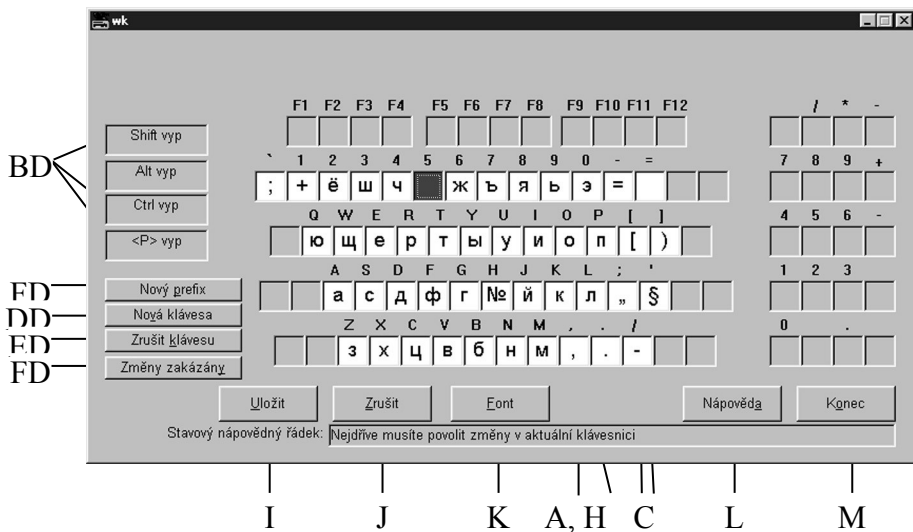 wk
F1 F2 F3 F4 F5 F6 F7 F8 F9 F10 F11 F12 / * -
Shift vyp
` 1 2 3 4 5 6 7 8 9 0 - = 7 8 9 +
BD
Alt vyp
; + ё ш ч ж ъ я ь э =
Ctrl vyp
Q W E R T Y U I O P [ ] 4 5 6 -
<P> vyp
ю щ е р т ы у и о п [ )
A S D F G H J K L ; ' 1 2 3
Nový prefix
а с д ф г № й к л „ §
DD Nová klávesa
Z X C V B N M , . / 0 .
Zrušit klávesu
з х ц в б н м , . -
FD Změny zakázány
Uložit Zrušit Font Nápověda Konec
Stavový nápovědný řádek: Nejdříve musíte povolit změny v aktuální klávesnici
I J K A, H C L M